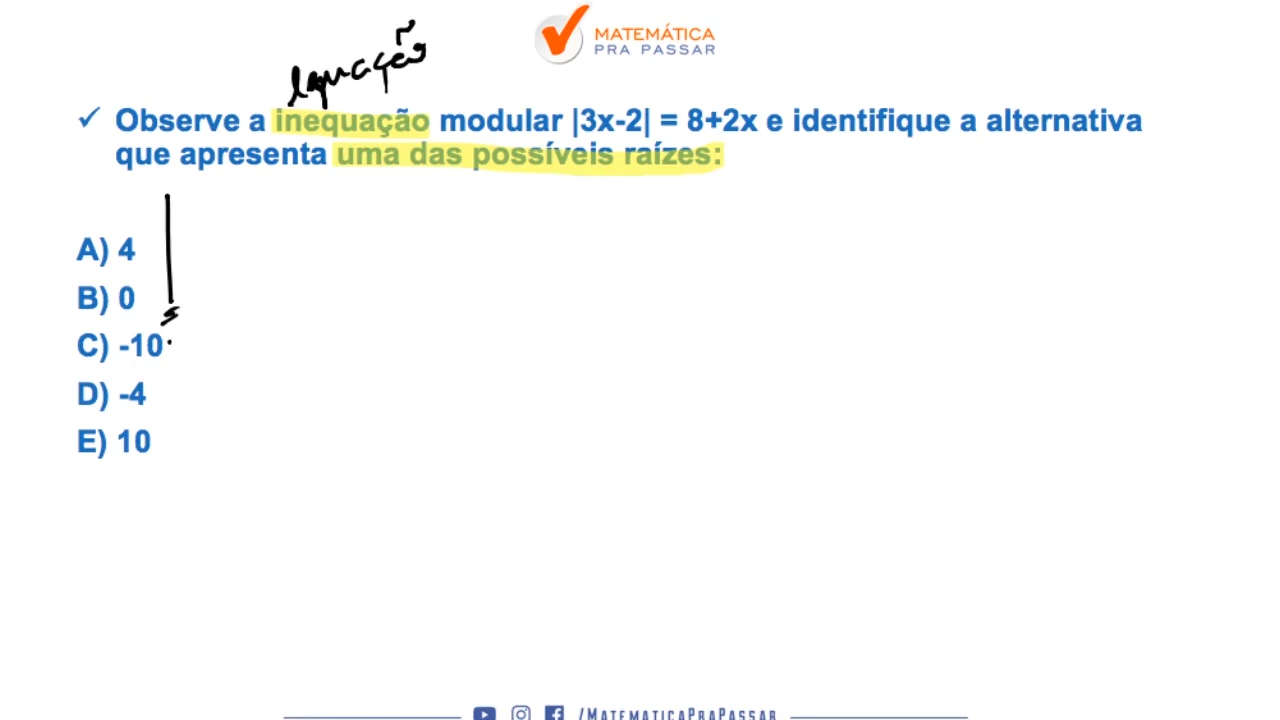 MATEMÁTICA
PRA PASSAR
equação
✓ Observe a inequação modular |3x-2| = 8+2x e identifique a alternativa
que apresenta uma das possíveis raízes:
A) 4
B) 0
C) -10
D) -4
E) 10
/MATEMATICAPRAPASSAR